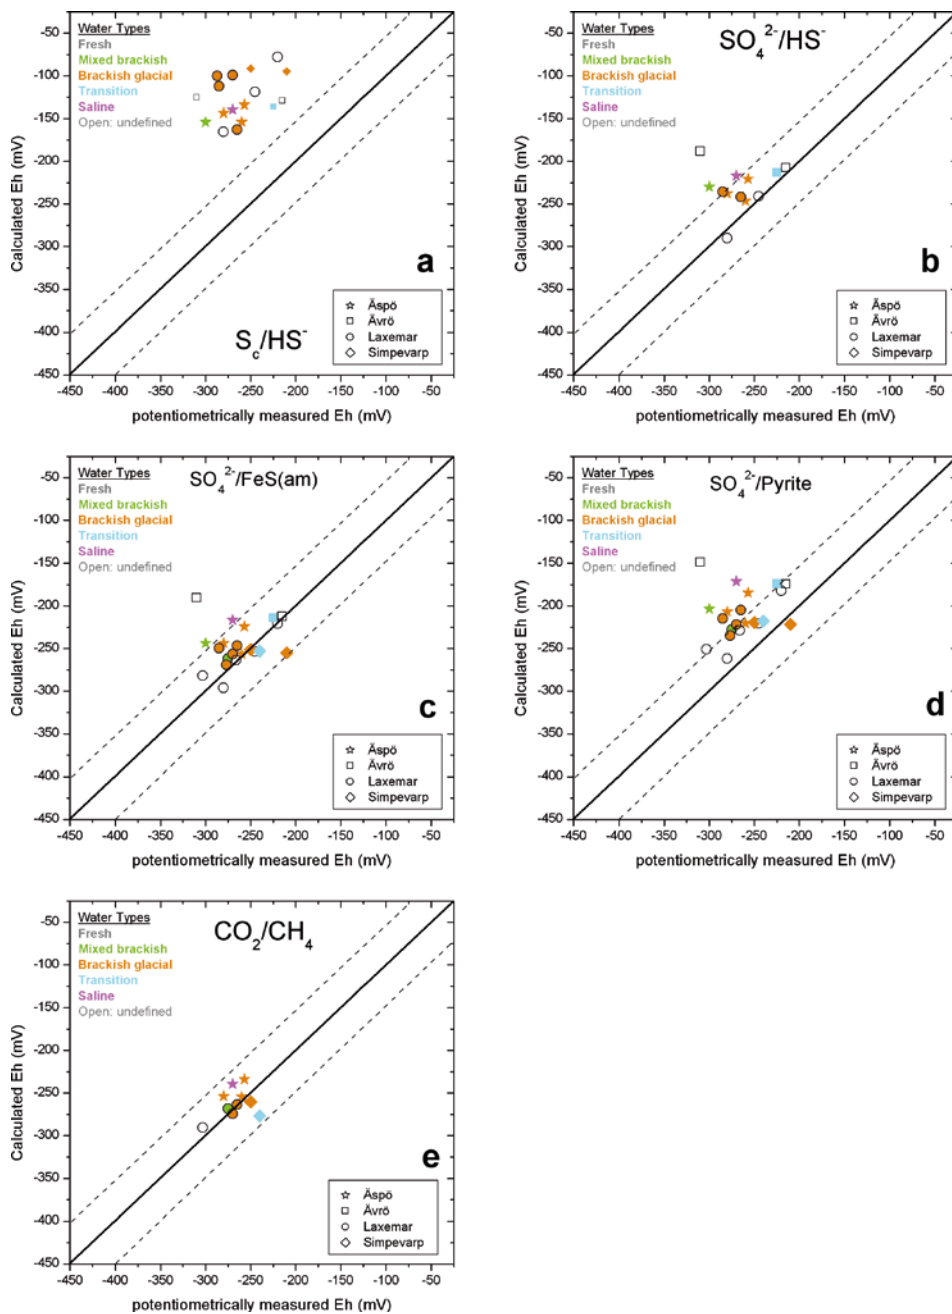 Water Types
Fresh
Mixed brackish
Brackish glacial
Transition
Saline
Open: undefined
-50
-100
-150
-200
-250
-300
-350
-400
-450
Calculated Eh (mV)
a
S_c/HS⁻
Äspö
Ävrö
Laxemar
Simpevarp
-450 -400 -350 -300 -250 -200 -150 -100 -50
potentiometrically measured Eh (mV)
Water Types
Fresh
Mixed brackish
Brackish glacial
Transition
Saline
Open: undefined
SO₄²⁻/HS⁻
-50
-100
-150
-200
-250
-300
-350
-400
-450
Calculated Eh (mV)
b
Äspö
Ävrö
Laxemar
Simpevarp
-450 -400 -350 -300 -250 -200 -150 -100 -50
potentiometrically measured Eh (mV)
Water Types
Fresh
Mixed brackish
Brackish glacial
Transition
Saline
Open: undefined
SO₄²⁻/FeS(am)
-50
-100
-150
-200
-250
-300
-350
-400
-450
Calculated Eh (mV)
c
Äspö
Ävrö
Laxemar
Simpevarp
-450 -400 -350 -300 -250 -200 -150 -100 -50
potentiometrically measured Eh (mV)
Water Types
Fresh
Mixed brackish
Brackish glacial
Transition
Saline
Open: undefined
SO₄²⁻/Pyrite
-50
-100
-150
-200
-250
-300
-350
-400
-450
Calculated Eh (mV)
d
Äspö
Ävrö
Laxemar
Simpevarp
-450 -400 -350 -300 -250 -200 -150 -100 -50
potentiometrically measured Eh (mV)
Water Types
Fresh
Mixed brackish
Brackish glacial
Transition
Saline
Open: undefined
CO₂/CH₄
-50
-100
-150
-200
-250
-300
-350
-400
-450
Calculated Eh (mV)
e
Äspö
Ävrö
Laxemar
Simpevarp
-450 -400 -350 -300 -250 -200 -150 -100 -50
potentiometrically measured Eh (mV)